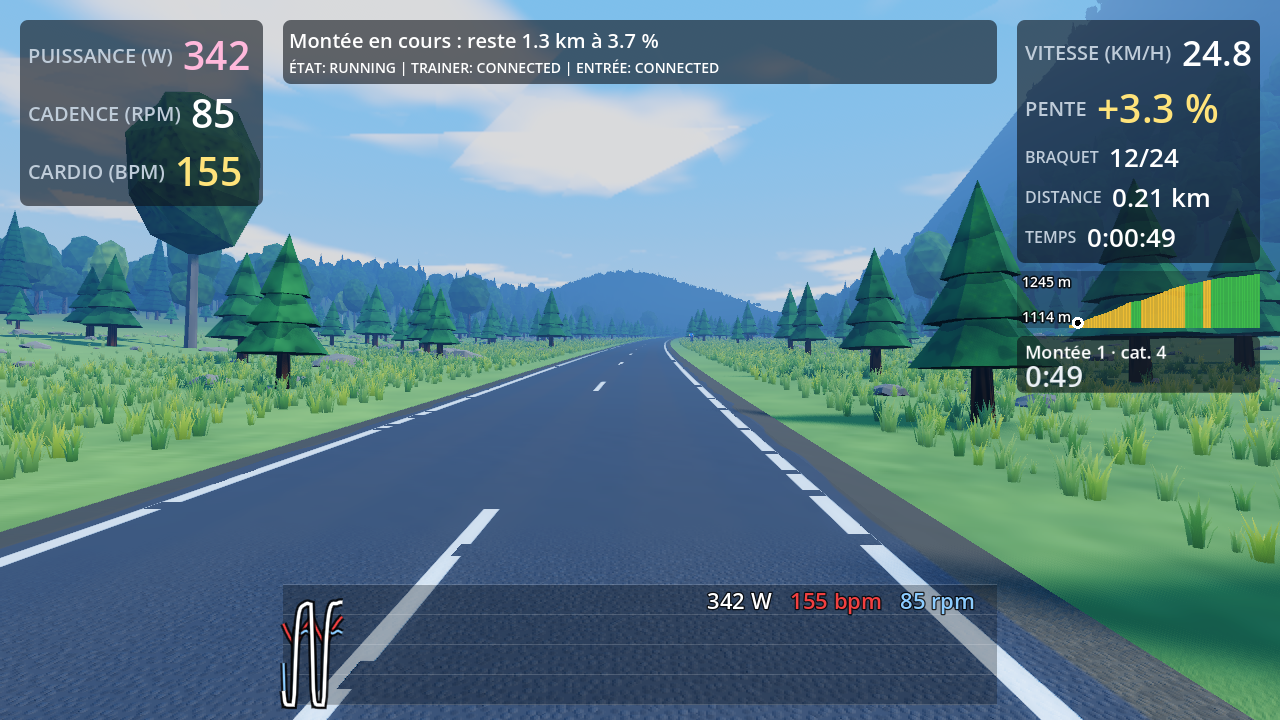 PUISSANCE (W) 342
CADENCE (RPM) 85
CARDIO (BPM) 155
Montée en cours : reste 1.3 km à 3.7 %
ÉTAT: RUNNING | TRAINER: CONNECTED | ENTRÉE: CONNECTED
VITESSE (KM/H) 24.8
PENTE +3.3 %
BRAQUET 12/24
DISTANCE 0.21 km
TEMPS 0:00:49
1245 m
1114 m
Montée 1 · cat. 4
0:49
342 W 155 bpm 85 rpm